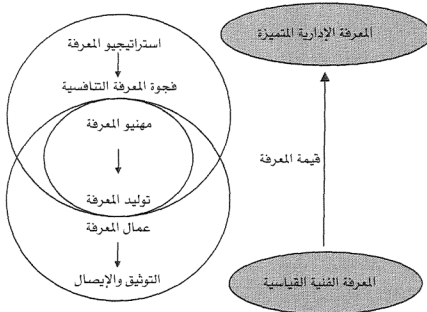 استراتيجيو المعرفة
فجوة المعرفة التنافسية
مهنيو المعرفة
توليد المعرفة
عمال المعرفة
التوثيق والإيصال
المعرفة الإدارية المتميزة
قيمة المعرفة
المعرفة الفنية القياسية